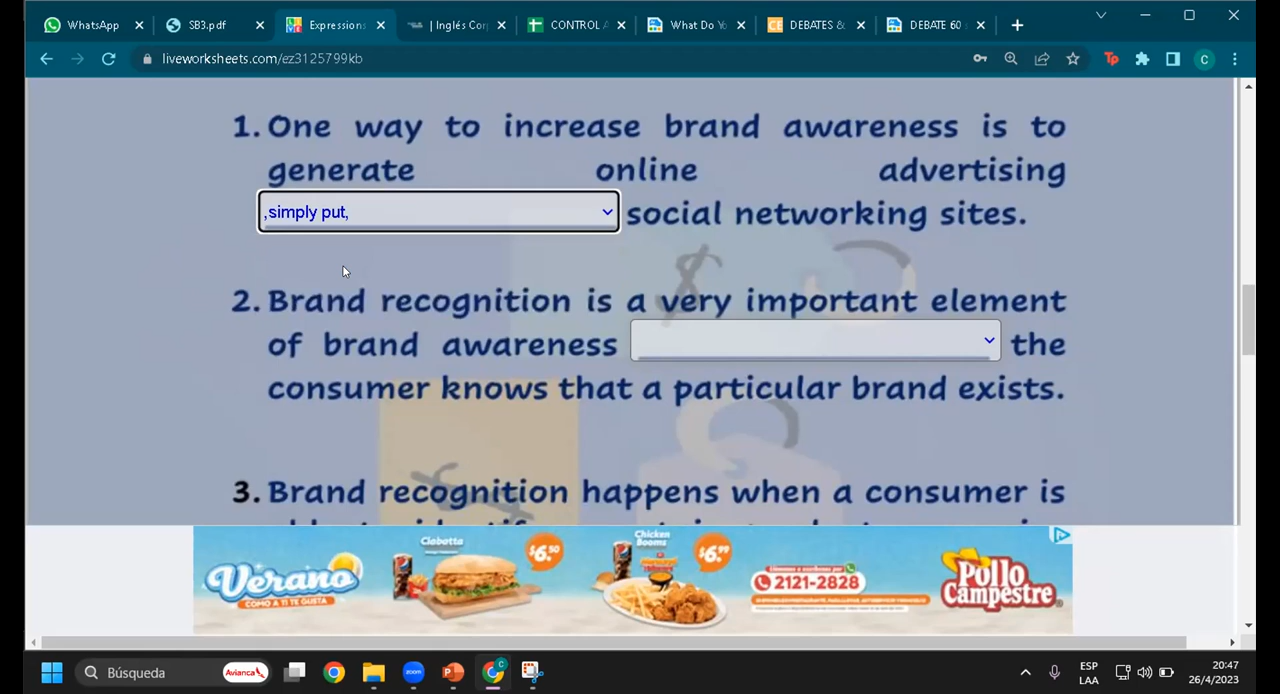 WhatsApp
SB3.pdf
Expressions
| Inglés Cor
CONTROL A
What Do Yo
CE DEBATES &
DEBATE 60
liveworksheets.com/ez3125799kb
Tp
C
1. One way to increase brand awareness is to
generate online advertising
,simply put, social networking sites.
2. Brand recognition is a very important element
of brand awareness the
consumer knows that a particular brand exists.
3. Brand recognition happens when a consumer is
Verano
COMO A TI TE GUSTA
Clebatta
$6.50
Chicken
Booms
$6.99
2121-2828
Pollo
Campestre
Búsqueda
Avianca
zoom
ESP
LAA
20:47
26/4/2023